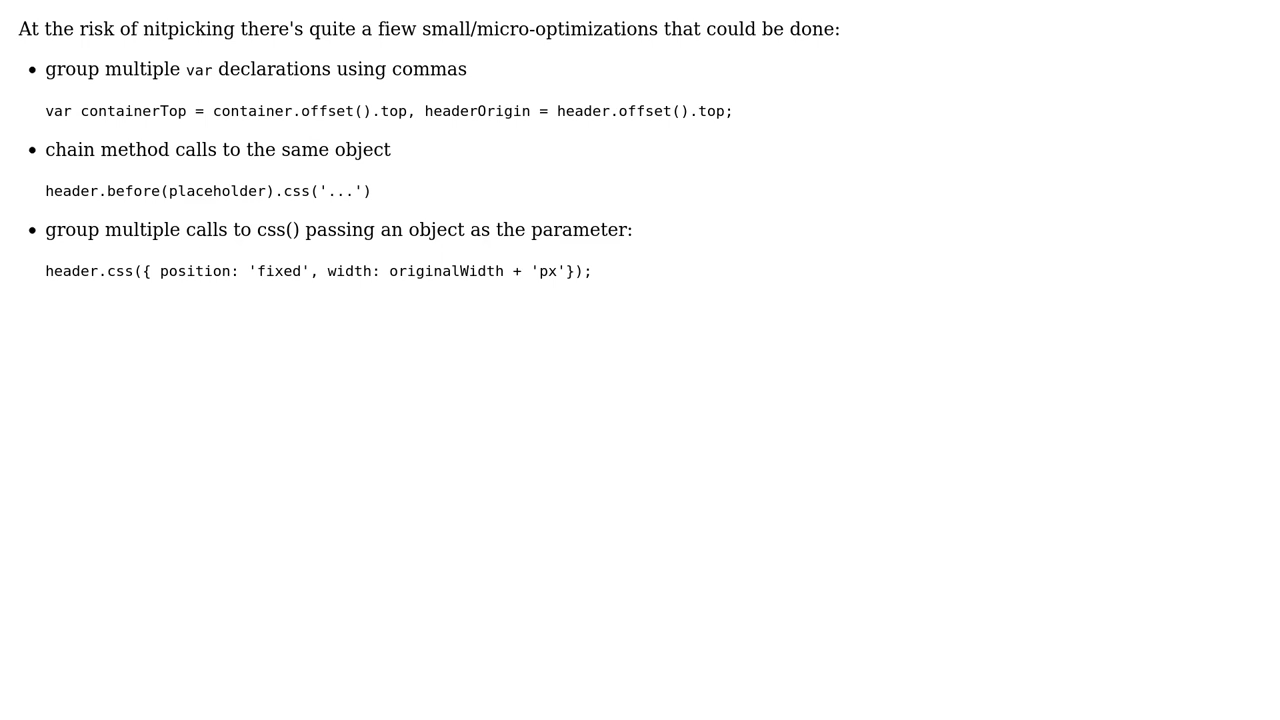 At the risk of nitpicking there's quite a fiew small/micro-optimizations that could be done:
• group multiple var declarations using commas
var containerTop = container.offset().top, headerOrigin = header.offset().top;
• chain method calls to the same object
header.before(placeholder).css('...')
• group multiple calls to css() passing an object as the parameter:
header.css({ position: 'fixed', width: originalWidth + 'px'});